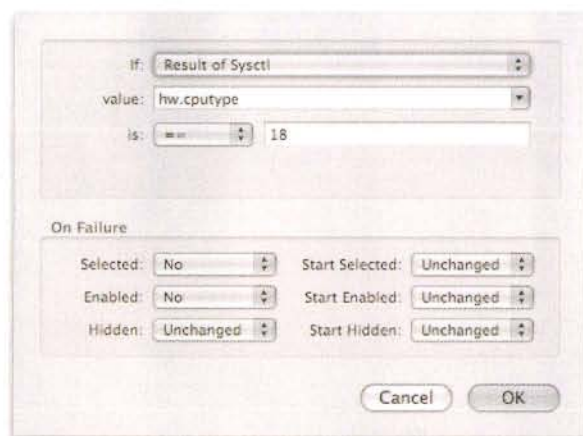 If: Result of Sysctl
value: hw.cputype
is: == 18
On Failure
Selected: No Start Selected: Unchanged
Enabled: No Start Enabled: Unchanged
Hidden: Unchanged Start Hidden: Unchanged
Cancel OK